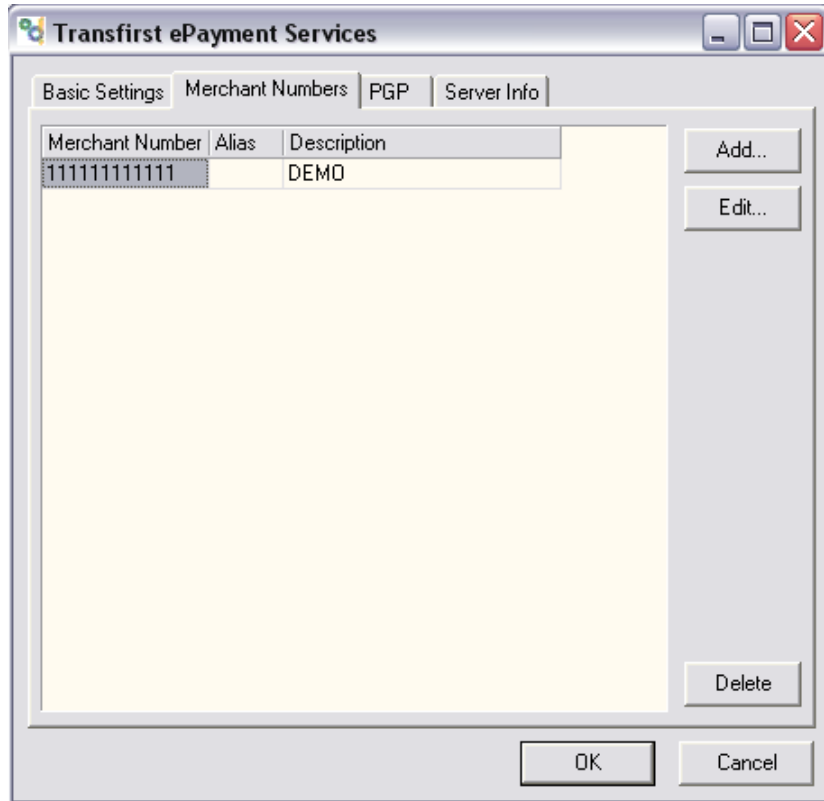 Transfirst ePayment Services
Basic Settings Merchant Numbers PGP Server Info
Merchant Number Alias Description
111111111111 DEMO
Add...
Edit...
Delete
OK Cancel